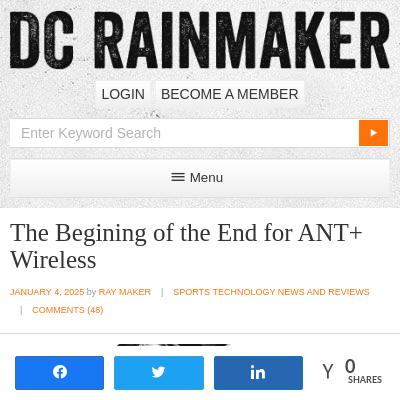 DC RAINMAKER
LOGIN BECOME A MEMBER
Enter Keyword Search
Menu
The Begining of the End for ANT+
Wireless
JANUARY 4, 2025 by RAY MAKER | SPORTS TECHNOLOGY NEWS AND REVIEWS
| COMMENTS (48)
Y 0
SHARES